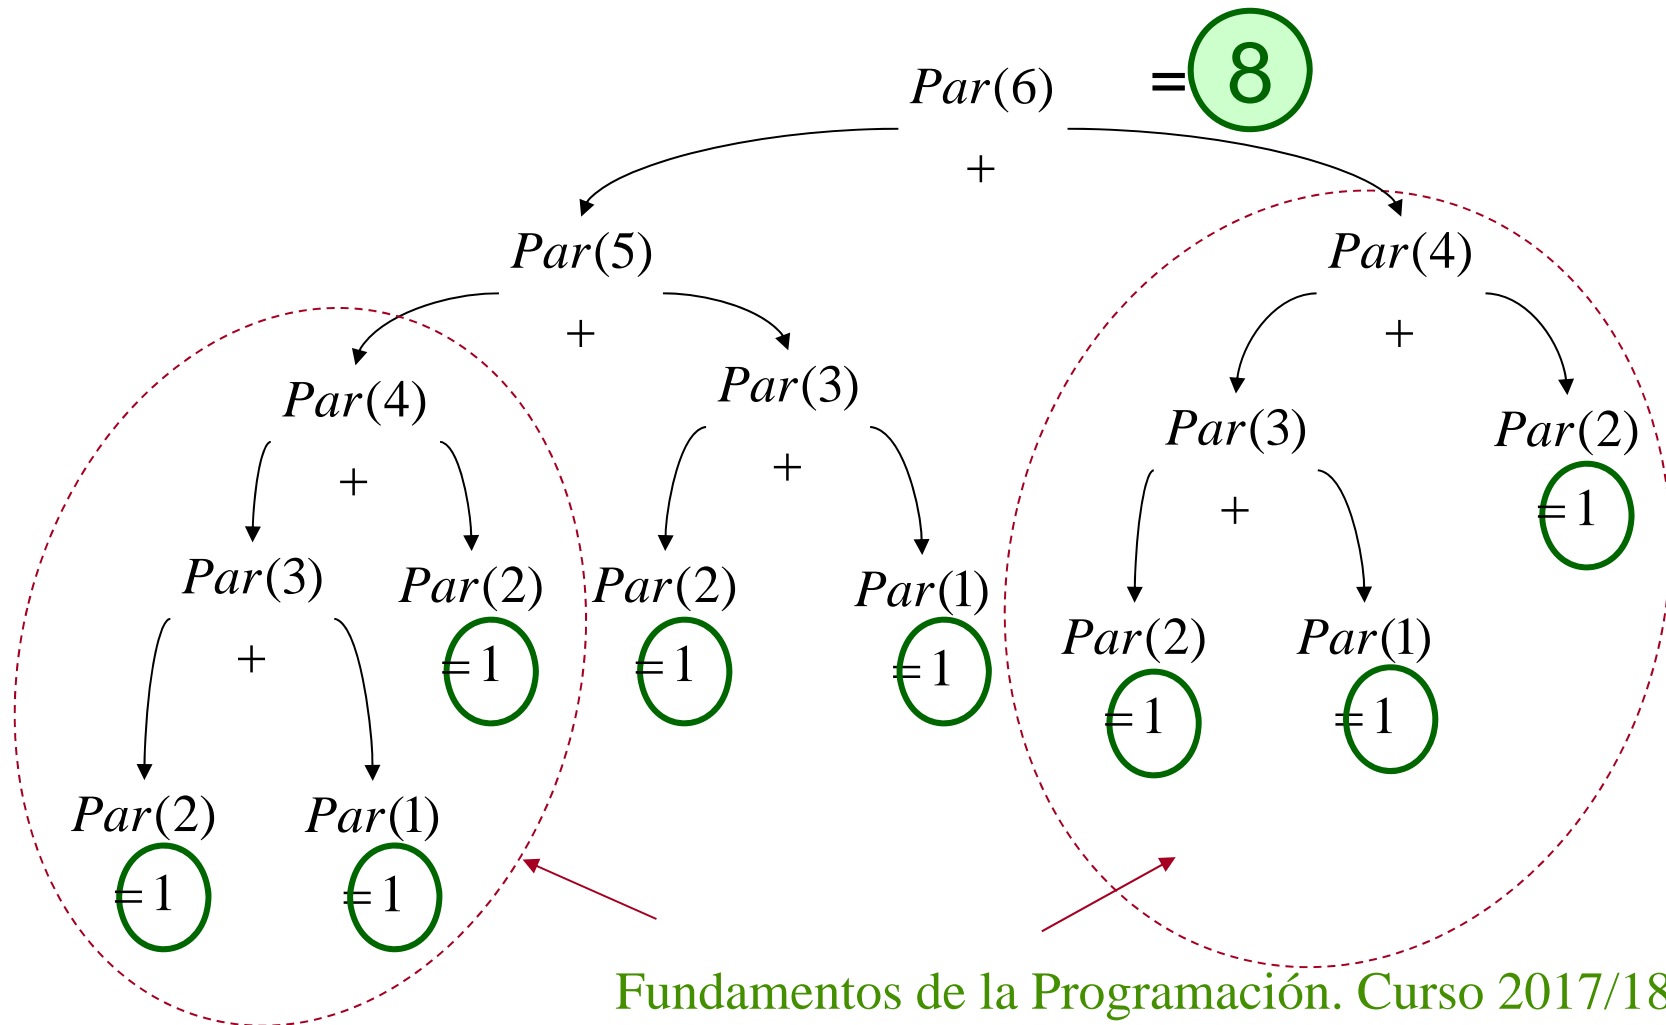 Par(6) = 8
+
Par(5) Par(4)
+ +
Par(4) Par(3)
Par(3) Par(2)
+ + +
= 1
Par(3) Par(2) Par(2) Par(1)
Par(2) Par(1)
+ = 1 = 1 = 1
= 1 = 1
Par(2) Par(1)
= 1 = 1
Fundamentos de la Programación. Curso 2017/18